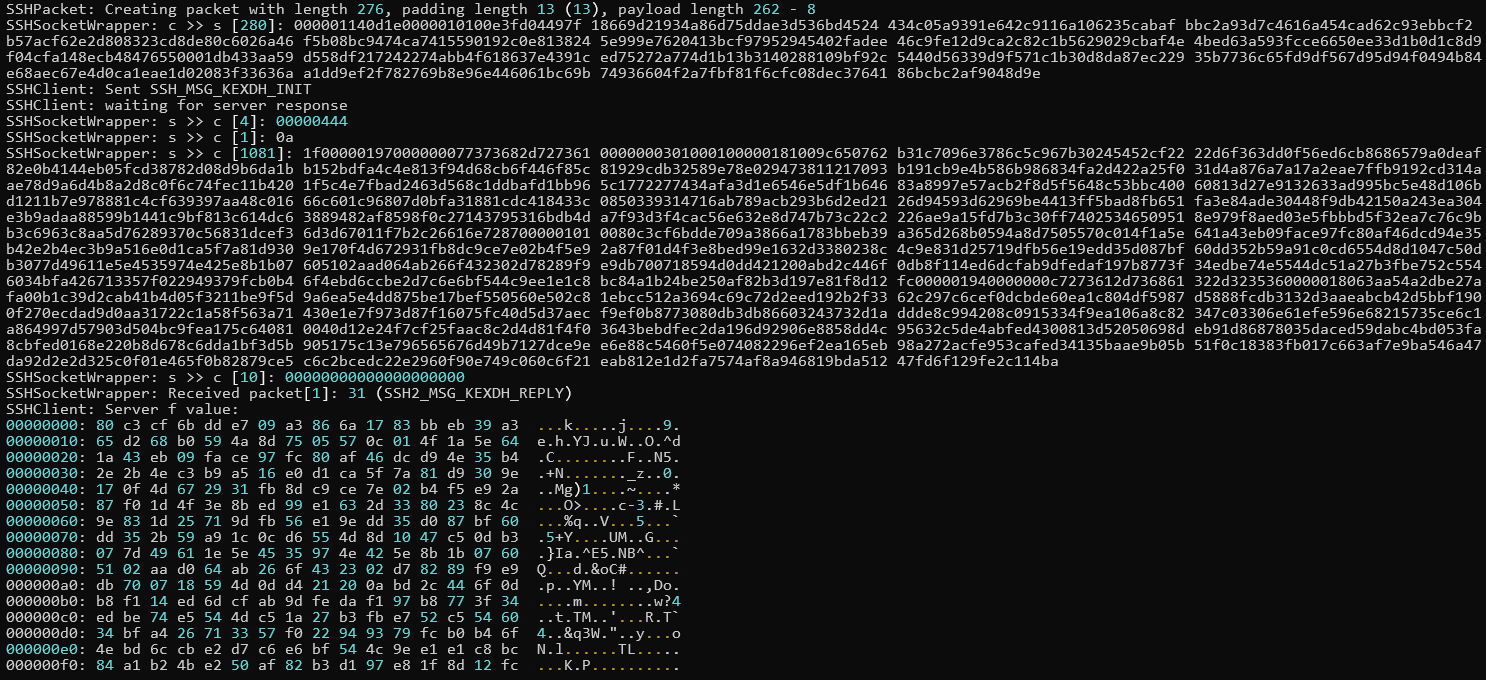 SSHPacket: Creating packet with length 276, padding length 13 (13), payload length 262 - 8
SSHSocketWrapper: c >> s [280]: 000001140d1e0000010100e3fd04497f 18669d21934a86d75ddae3d536bd4524 434c05a9391e642c9116a106235cabaf bbc2a93d7c4616a454cad62c93ebbcf2
b57acf62e2d808323cd8de80c6026a46 f5b08bc9474ca7415590192c0e813824 5e999e7620413bcf97952945402fadee 46c9fe12d9ca2c82c1b5629029cbaf4e 4bed63a593fcce6650ee33d1b0d1c8d9
f04cfa148ecb48476550001db433aa59 d558df217242274abb4f618637e4391c ed75272a774d1b13b3140288109bf92c 5440d56339d9f571c1b30d8da87ec229 35b7736c65fd9df567d95d94f0494b84
e68aec67e4d0ca1eae1d02083f33636a a1dd9ef2f782769b8e96e446061bc69b 74936604f2a7fbf81f6cfc08dec37641 86bcbc2af9048d9e
SSHClient: Sent SSH_MSG_KEXDH_INIT
SSHClient: waiting for server response
SSHSocketWrapper: s >> c [4]: 00000444
SSHSocketWrapper: s >> c [1]: 0a
SSHSocketWrapper: s >> c [1081]: 1f00000197000000077373682d727361 0000000301000100000181009c650762 b31c7096e3786c5c967b30245452cf22 22d6f363dd0f56ed6cb8686579a0deaf
82e0b4144eb05fcd38782d08d9b6da1b b152bdfa4c4e813f94d68cb6f446f85c 81929cdb32589e78e029473811217093 b191cb9e4b586b986834fa2d422a25f0 31d4a876a7a17a2eae7ffb9192cd314a
ae78d9a6d4b8a2d8c0f6c74fec11b420 1f5c4e7fbad2463d568c1ddbafd1bb96 5c1772277434afa3d1e6546e5df1b646 83a8997e57acb2f8d5f5648c53bbc400 60813d27e9132633ad995bc5e48d106b
d1211b7e978881c4cf639397aa48c016 66c601c96807d0bfa31881cdc418433c 0850339314716ab789acb293b6d2ed21 26d94593d62969be4413ff5bad8fb651 fa3e84ade30448f9db42150a243ea304
e3b9adaa88599b1441c9bf813c614dc6 3889482af8598f0c27143795316bdb4d a7f93d3f4cac56e632e8d747b73c22c2 226ae9a15fd7b3c30ff7402534650951 8e979f8aed03e5fbbbd5f32ea7c76c9b
b3c6963c8aa5d76289370c56831dcef3 6d3d67011f7b2c26616e728700000101 0080c3cf6bdde709a3866a1783bbeb39 a365d268b0594a8d7505570c014f1a5e 641a43eb09face97fc80af46dcd94e35
b42e2b4ec3b9a516e0d1ca5f7a81d930 9e170f4d672931fb8dc9ce7e02b4f5e9 2a87f01d4f3e8bed99e1632d3380238c 4c9e831d25719dfb56e19edd35d087bf 60dd352b59a91c0cd6554d8d1047c50d
b3077d49611e5e4535974e425e8b1b07 605102aad064ab266f432302d78289f9 e9db700718594d0dd421200abd2c446f 0db8f114ed6dcfab9dfedaf197b8773f 34edbe74e5544dc51a27b3fbe752c554
6034bfa426713357f022949379fcb0b4 6f4ebd6ccbe2d7c6e6bf544c9ee1e1c8 bc84a1b24be250af82b3d197e81f8d12 fc000001940000000c7273612d736861 322d3235360000018063aa54a2dbe27a
fa00b1c39d2cab41b4d05f3211be9f5d 9a6ea5e4dd875be17bef550560e502c8 1ebcc512a3694c69c72d2eed192b2f33 62c297c6cef0dcbde60ea1c804df5987 d5888fcdb3132d3aaeabcb42d5bbf190
0f270ecdad9d0aa31722c1a58f563a71 430e1e7f973d87f16075fc40d5d37aec f9ef0b8773080db3db86603243732d1a ddde8c994208c0915334f9ea106a8c82 347c03306e61efe596e68215735ce6c1
a864997d57903d504bc9fea175c64081 0040d12e24f7cf25faac8c2d4d81f4f0 3643bebdfec2da196d92906e8858dd4c 95632c5de4abfed4300813d52050698d eb91d86878035daced59dabc4bd053fa
8cbfed0168e220b8d678c6dda1bf3d5b 905175c13e796565676d49b7127dce9e e6e88c5460f5e074082296ef2ea165eb 98a272acfe953cafed34135baae9b05b 51f0c18383fb017c663af7e9ba546a47
da92d2e2d325c0f01e465f0b82879ce5 c6c2bcedc22e2960f90e749c060c6f21 eab812e1d2fa7574af8a946819bda512 47fd6f129fe2c114ba
SSHSocketWrapper: s >> c [10]: 00000000000000000000
SSHSocketWrapper: Received packet[1]: 31 (SSH2_MSG_KEXDH_REPLY)
SSHClient: Server f value:
00000000: 80 c3 cf 6b dd e7 09 a3 86 6a 17 83 bb eb 39 a3  ...k.....j....9.
00000010: 65 d2 68 b0 59 4a 8d 75 05 57 0c 01 4f 1a 5e 64  e.h.YJ.u.W..O.^d
00000020: 1a 43 eb 09 fa ce 97 fc 80 af 46 dc d9 4e 35 b4  .C........F..N5.
00000030: 2e 2b 4e c3 b9 a5 16 e0 d1 ca 5f 7a 81 d9 30 9e  .+N......._z..0.
00000040: 17 0f 4d 67 29 31 fb 8d c9 ce 7e 02 b4 f5 e9 2a  ..Mg)1....~....*
00000050: 87 f0 1d 4f 3e 8b ed 99 e1 63 2d 33 80 23 8c 4c  ...O>....c-3.#.L
00000060: 9e 83 1d 25 71 9d fb 56 e1 9e dd 35 d0 87 bf 60  ...%q..V...5...`
00000070: dd 35 2b 59 a9 1c 0c d6 55 4d 8d 10 47 c5 0d b3  .5+Y....UM..G...
00000080: 07 7d 49 61 1e 5e 45 35 97 4e 42 5e 8b 1b 07 60  .}Ia.^E5.NB^...`
00000090: 51 02 aa d0 64 ab 26 6f 43 23 02 d7 82 89 f9 e9  Q...d.&oC#......
000000a0: db 70 07 18 59 4d 0d d4 21 20 0a bd 2c 44 6f 0d  .p..YM..! ..,Do.
000000b0: b8 f1 14 ed 6d cf ab 9d fe da f1 97 b8 77 3f 34  ....m........w?4
000000c0: ed be 74 e5 54 4d c5 1a 27 b3 fb e7 52 c5 54 60  ..t.TM..'...R.T`
000000d0: 34 bf a4 26 71 33 57 f0 22 94 93 79 fc b0 b4 6f  4..&q3W."..y...o
000000e0: 4e bd 6c cb e2 d7 c6 e6 bf 54 4c 9e e1 e1 c8 bc  N.l......TL.....
000000f0: 84 a1 b2 4b e2 50 af 82 b3 d1 97 e8 1f 8d 12 fc  ...K.P..........